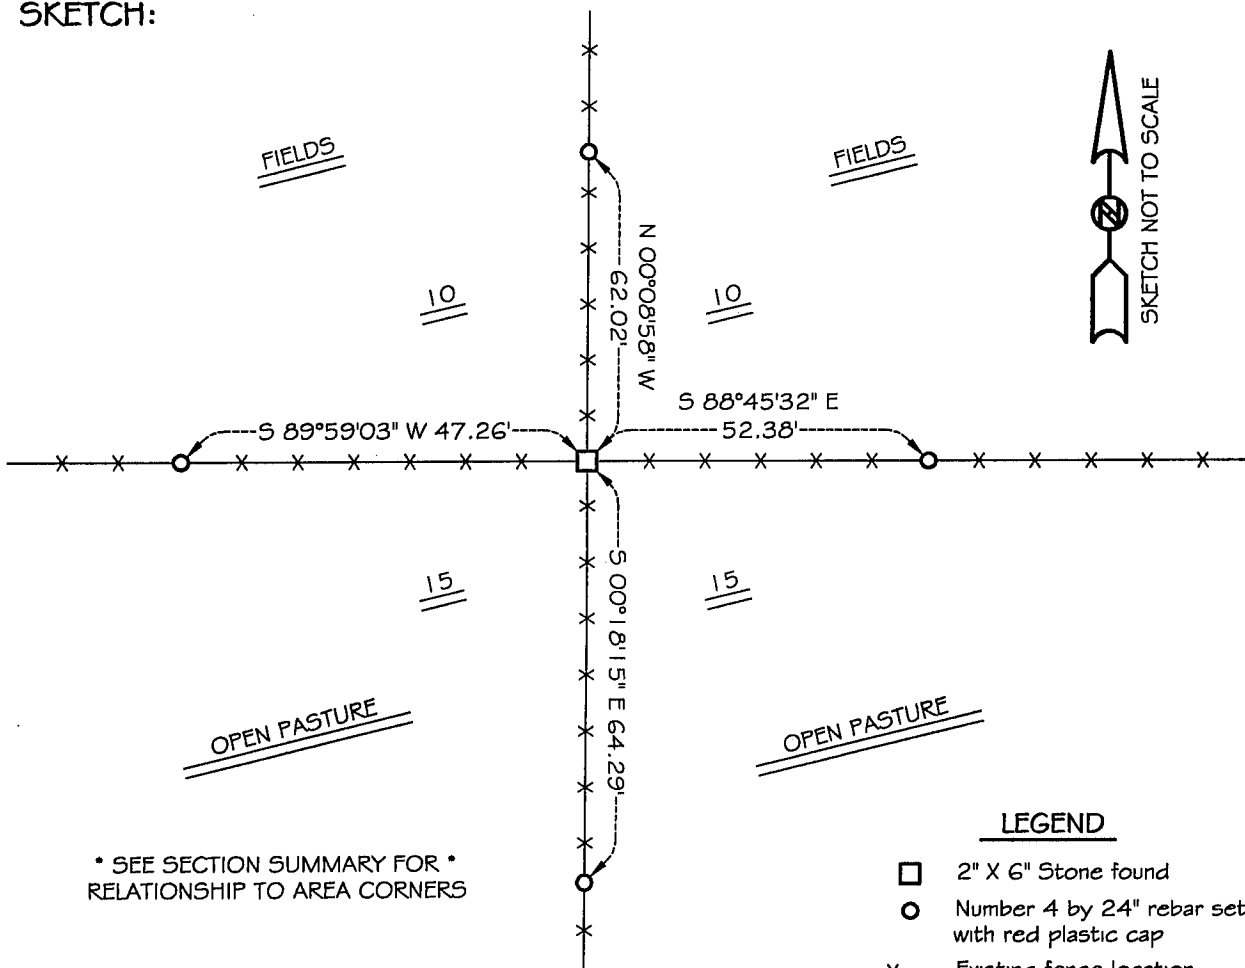 SKETCH:
FIELDS
FIELDS
SKETCH NOT TO SCALE
N
N 00°08'58" W
62.02'
10
10
S 89°59'03" W 47.26'
S 88°45'32" E
52.38'
S 00°18'15" E 64.29'
15
15
OPEN PASTURE
OPEN PASTURE
* SEE SECTION SUMMARY FOR *
RELATIONSHIP TO AREA CORNERS
LEGEND
2" X 6" Stone found
Number 4 by 24" rebar set
with red plastic cap
x Existing fence location